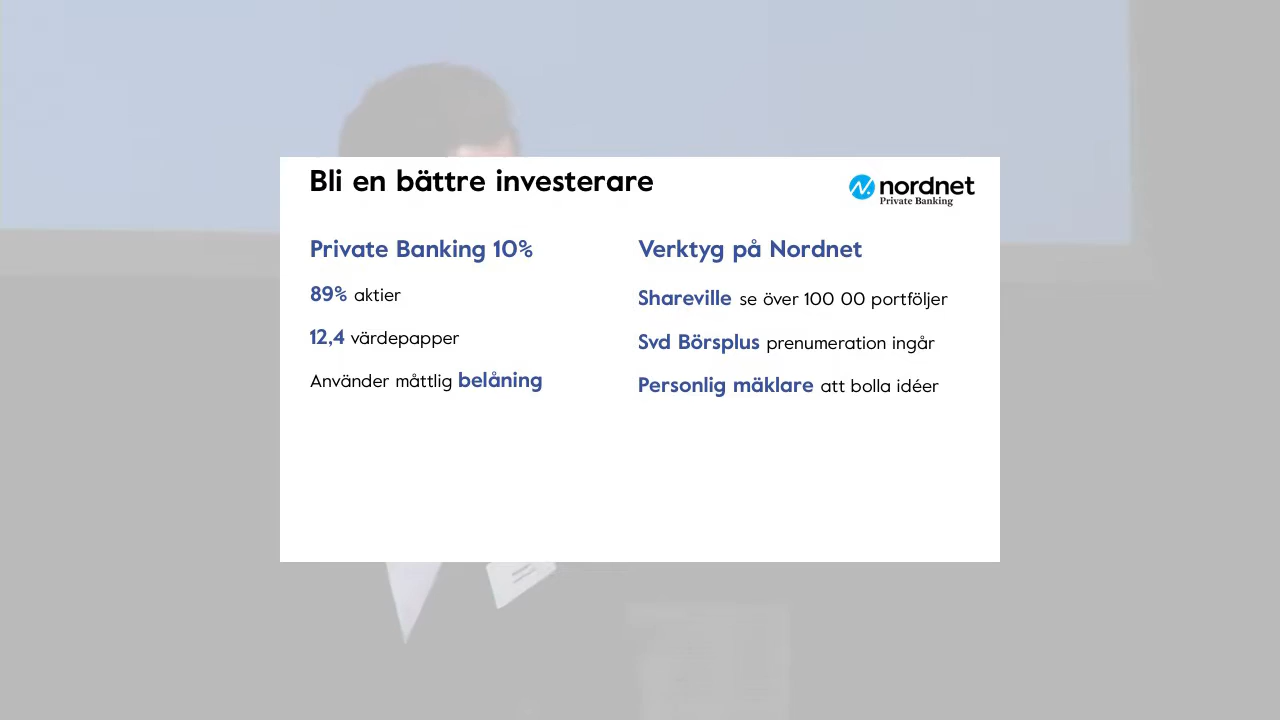 Bli en bättre investerare
nordnet
Private Banking
Private Banking 10%
89% aktier
12,4 värdepapper
Använder måttlig belåning
Verktyg på Nordnet
Shareville se över 100 00 portföljer
Svd Börsplus prenumeration ingår
Personlig mäklare att bolla idéer